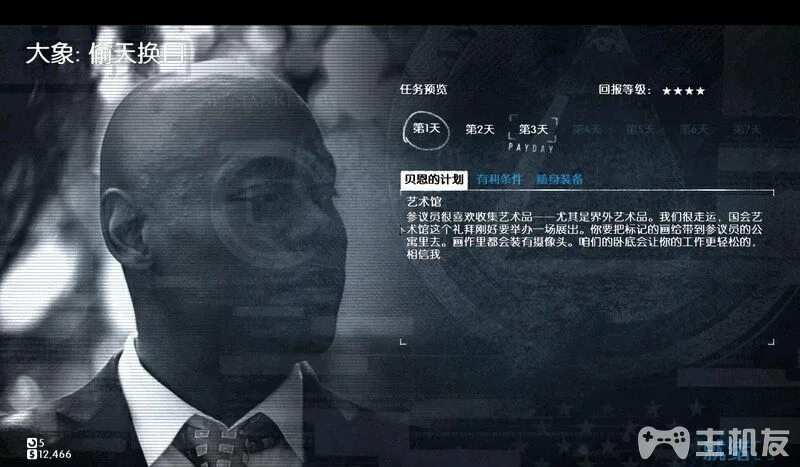 大象: 偷天换日
任务预览
回报等级: ★★★★
第1天 第2天 第3天 第4天 第5天 第6天 第7天
PAYDAY
贝恩的计划 有利条件 随身装备
艺术馆
参议员很喜欢收集艺术品——尤其是界外艺术品。我们很走运，国会艺
术馆这个礼拜刚好要举办一场展出。你要把标记的画给带到参议员的公
寓里去。画作里都会装有摄像头。咱们的卧底会让你的工作更轻松的，
相信我
5
$ 12,466
主机友